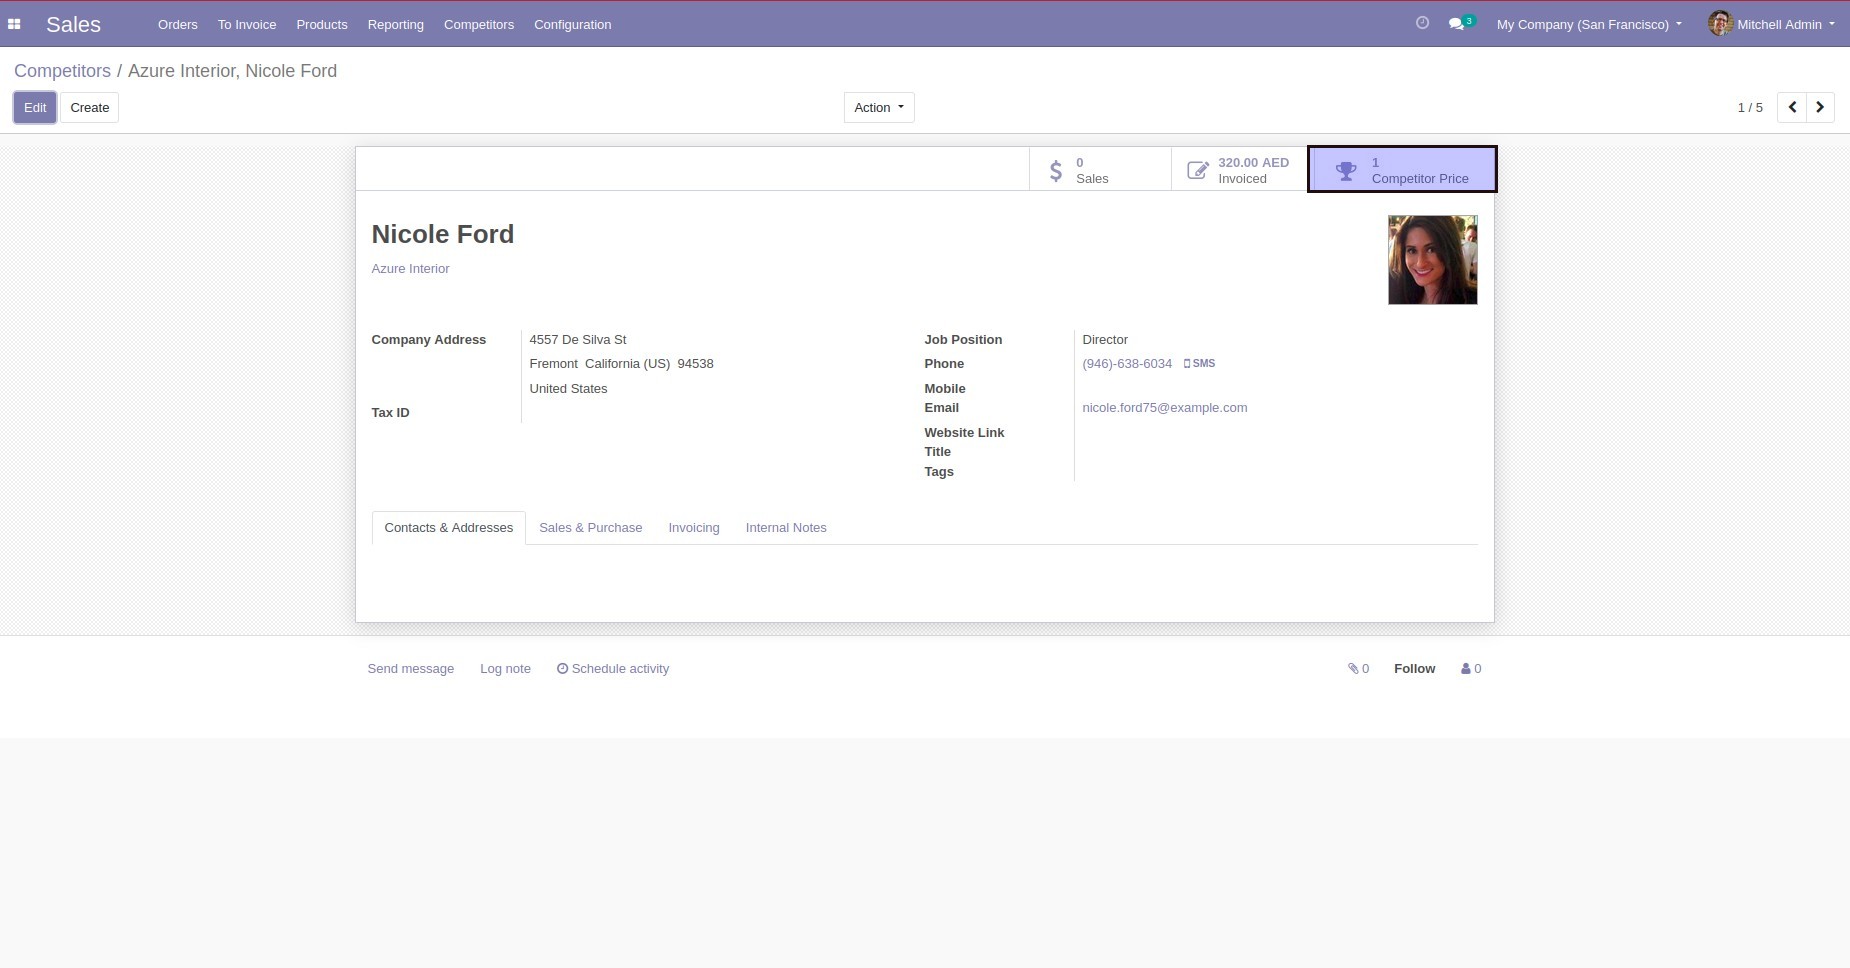 Sales Orders To Invoice Products Reporting Competitors Configuration 3 My Company (San Francisco) Mitchell Admin
Competitors / Azure Interior, Nicole Ford
Edit Create Action 1 / 5
0 320.00 AED 1
Sales Invoiced Competitor Price
Nicole Ford
Azure Interior
Company Address 4557 De Silva St Job Position Director
Fremont California (US) 94538 Phone (946)-638-6034 SMS
United States Mobile
Tax ID Email nicole.ford75@example.com
Website Link
Title
Tags
Contacts & Addresses Sales & Purchase Invoicing Internal Notes
Send message Log note Schedule activity 0 Follow 0